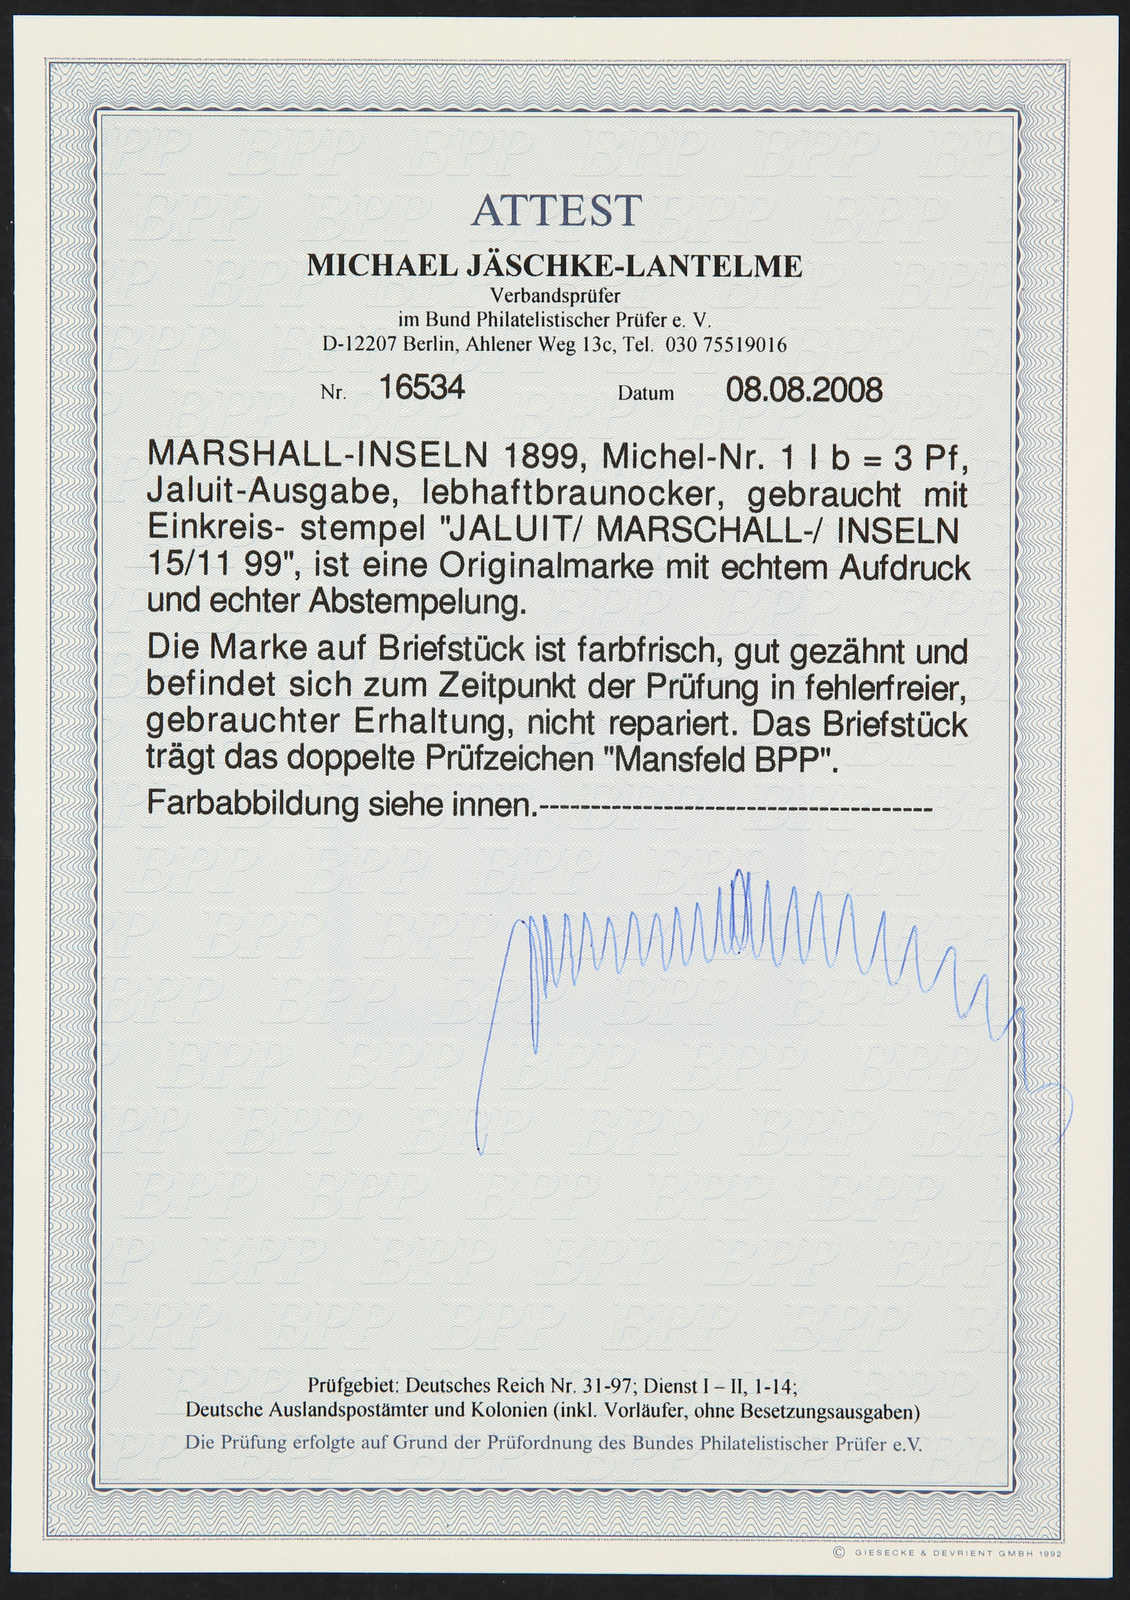 ATTEST
MICHAEL JÄSCHKE-LANTELME
Verbandsprüfer
im Bund Philatelistischer Prüfer e. V.
D-12207 Berlin, Ahlener Weg 13c, Tel. 030 75519016
Nr. 16534 Datum 08.08.2008
MARSHALL-INSELN 1899, Michel-Nr. 1 I b = 3 Pf,
Jaluit-Ausgabe, lebhaftbraunocker, gebraucht mit
Einkreis- stempel "JALUIT/ MARSCHALL-/ INSELN
15/11 99", ist eine Originalmarke mit echtem Aufdruck
und echter Abstempelung.
Die Marke auf Briefstück ist farbfrisch, gut gezähnt und
befindet sich zum Zeitpunkt der Prüfung in fehlerfreier,
gebrauchter Erhaltung, nicht repariert. Das Briefstück
trägt das doppelte Prüfzeichen "Mansfeld BPP".
Farbabbildung siehe innen.--------------------------------------
Prüfgebiet: Deutsches Reich Nr. 31-97; Dienst I – II, 1-14;
Deutsche Auslandspostämter und Kolonien (inkl. Vorläufer, ohne Besetzungsausgaben)
Die Prüfung erfolgte auf Grund der Prüfordnung des Bundes Philatelistischer Prüfer e.V.
© GIESECKE & DEVRIENT GMBH 1992